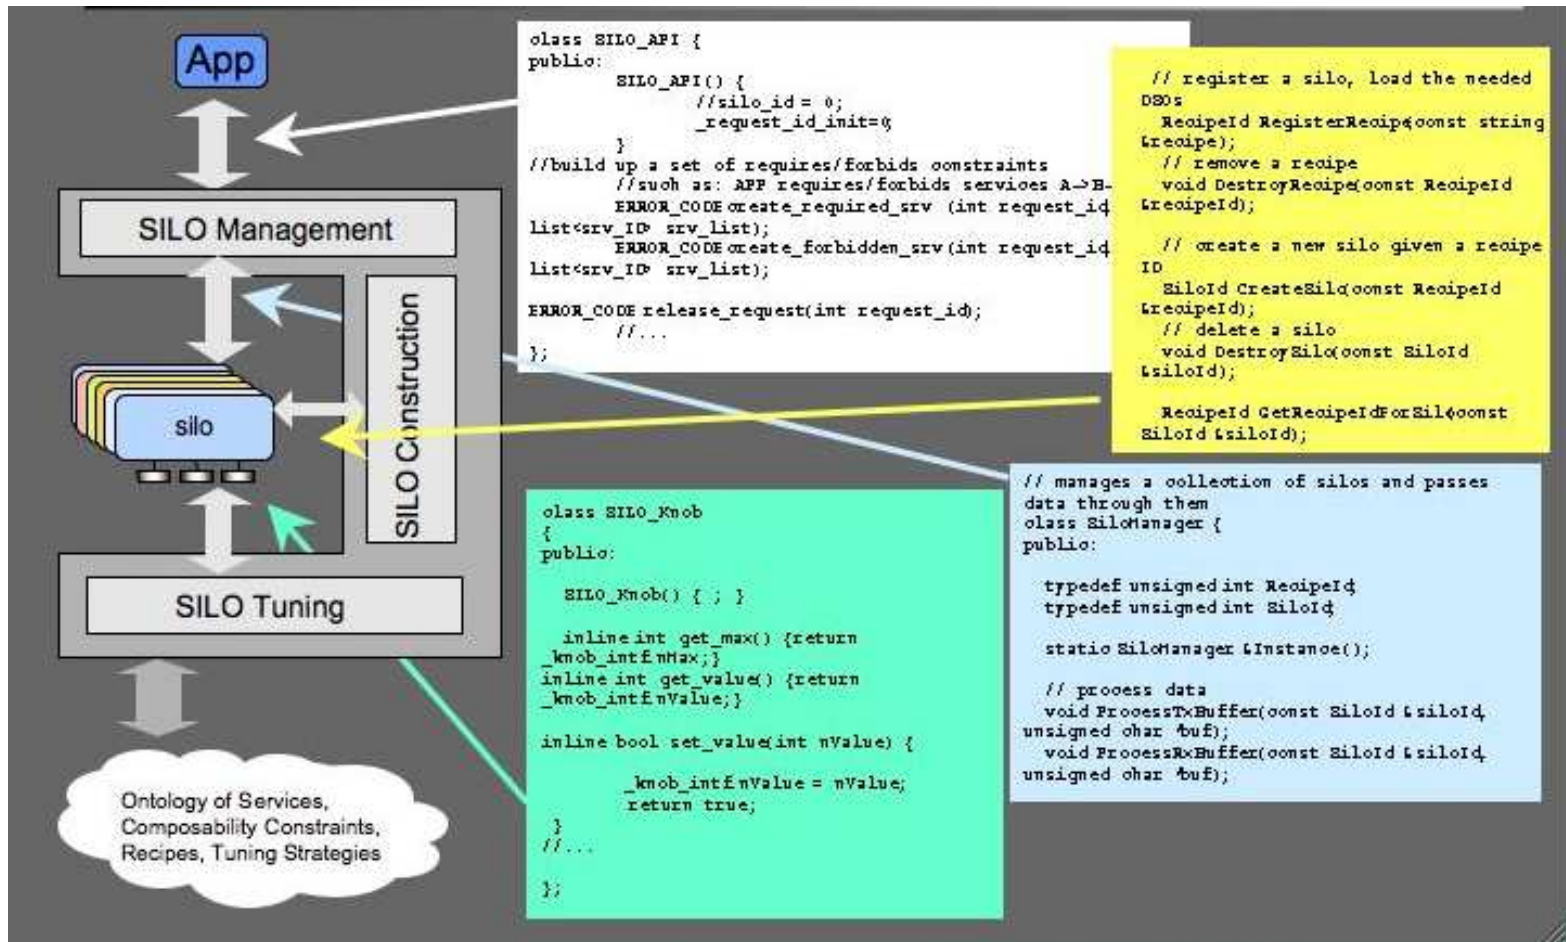 App
SILO Management
SILO Construction
silo
SILO Tuning
Ontology of Services,
Composability Constraints,
Recipes, Tuning Strategies
class SILO_API {
public:
SILO_API() {
//silo_id = 0;
_request_id_init=0;
}
//build up a set of requires/forbids constraints
//such as: APP requires/forbids services A->B-
ERROR_CODE create_required_srv (int request_id,
list<srv_ID> srv_list);
ERROR_CODE create_forbidden_srv(int request_id,
list<srv_ID> srv_list);
ERROR_CODE release_request(int request_id);
//...
};
// register a silo, load the needed
DSOs
RecipeId RegisterRecipe(const string
&recipe);
// remove a recipe
void DestroyRecipe(const RecipeId
&recipeId);
// create a new silo given a recipe
ID
SiloId CreateSilo(const RecipeId
&recipeId);
// delete a silo
void DestroySilo(const SiloId
&siloId);
RecipeId GetRecipeIdForSilo(const
SiloId &siloId);
class SILO_Knob
{
public:
SILO_Knob() { ; }
inline int get_max() {return
_knob_intf.nMax;}
inline int get_value() {return
_knob_intf.nValue;}
inline bool set_value(int nValue) {
_knob_intf.nValue = nValue;
return true;
}
//...
};
// manages a collection of silos and passes
data through them
class SiloManager {
public:
typedef unsigned int RecipeId;
typedef unsigned int SiloId;
static SiloManager &Instance();
// process data
void ProcessTxBuffer(const SiloId &siloId,
unsigned char *buf);
void ProcessRxBuffer(const SiloId &siloId,
unsigned char *buf);